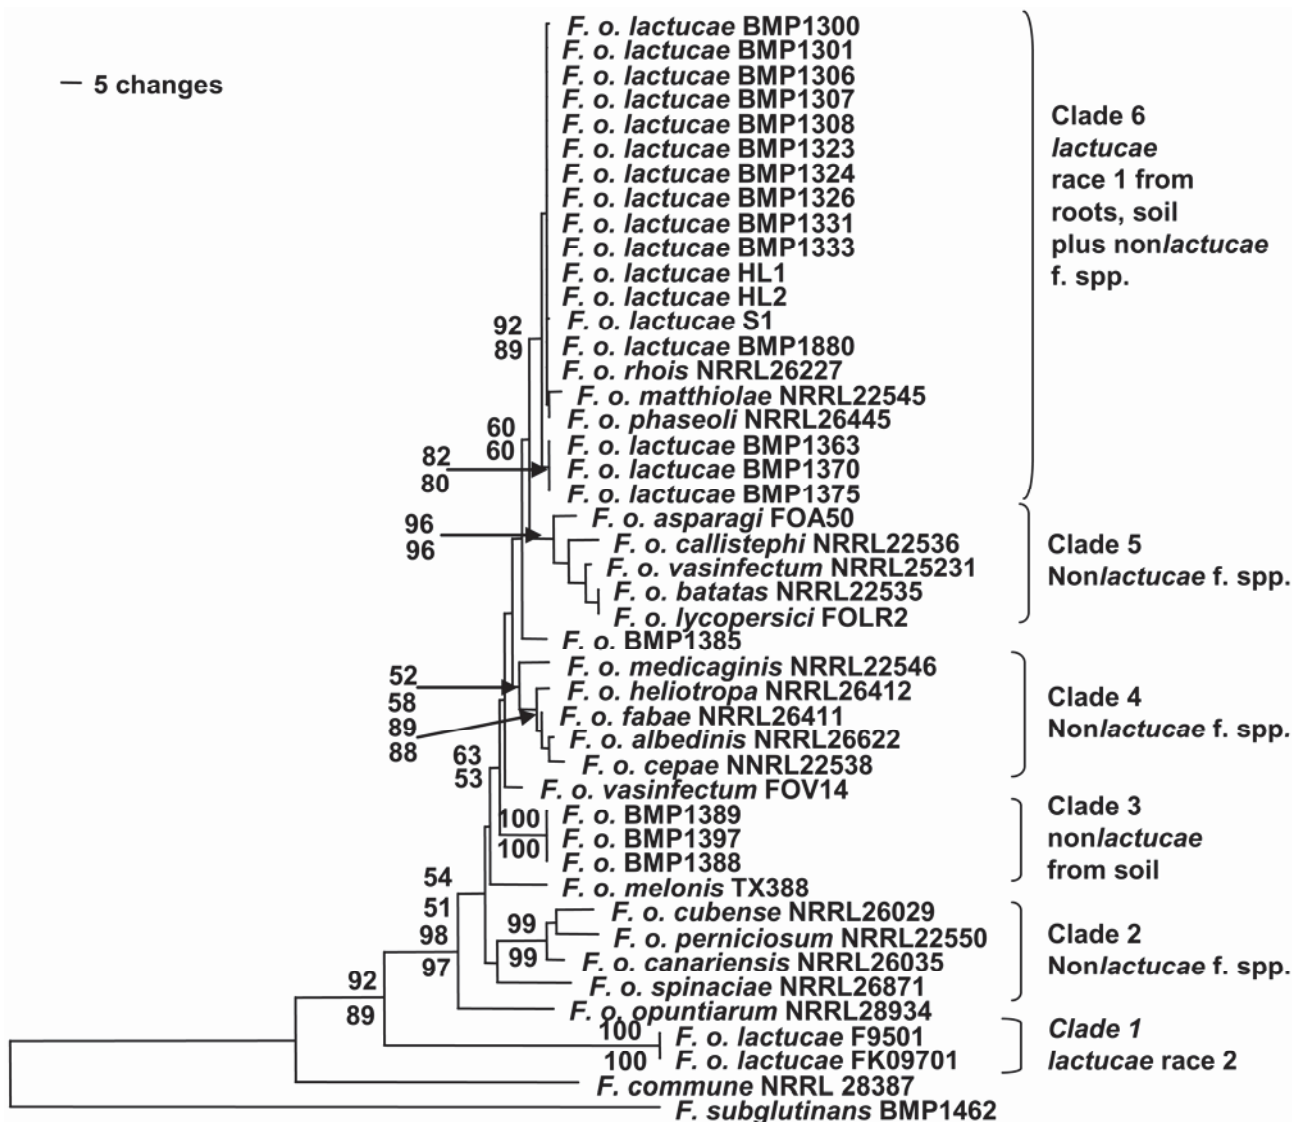 5 changes
F. o. lactucae BMP1300
F. o. lactucae BMP1301
F. o. lactucae BMP1306
F. o. lactucae BMP1307
F. o. lactucae BMP1308
F. o. lactucae BMP1323
F. o. lactucae BMP1324
F. o. lactucae BMP1326
F. o. lactucae BMP1331
F. o. lactucae BMP1333
F. o. lactucae HL1
F. o. lactucae HL2
F. o. lactucae S1
F. o. lactucae BMP1880
F. o. rhois NRRL26227
F. o. matthiolae NRRL22545
F. o. phaseoli NRRL26445
F. o. lactucae BMP1363
F. o. lactucae BMP1370
F. o. lactucae BMP1375
F. o. asparagi FOA50
F. o. callistephi NRRL22536
F. o. vasinfectum NRRL25231
F. o. batatas NRRL22535
F. o. lycopersici FOLR2
F. o. BMP1385
F. o. medicaginis NRRL22546
F. o. heliotropa NRRL26412
F. o. fabae NRRL26411
F. o. albedinis NRRL26622
F. o. cepae NNRL22538
F. o. vasinfectum FOV14
F. o. BMP1389
F. o. BMP1397
F. o. BMP1388
F. o. melonis TX388
F. o. cubense NRRL26029
F. o. perniciosum NRRL22550
F. o. canariensis NRRL26035
F. o. spinaciae NRRL26871
F. o. opuntiarum NRRL28934
F. o. lactucae F9501
F. o. lactucae FK09701
F. commune NRRL 28387
F. subglutinans BMP1462
92
89
60
60
82
80
96
96
52
58
89
88
63
53
100
100
54
51
98
97
99
99
92
89
100
100
Clade 6
lactucae
race 1 from
roots, soil
plus nonlactucae
f. spp.
Clade 5
Nonlactucae f. spp.
Clade 4
Nonlactucae f. spp.
Clade 3
nonlactucae
from soil
Clade 2
Nonlactucae f. spp.
Clade 1
lactucae race 2